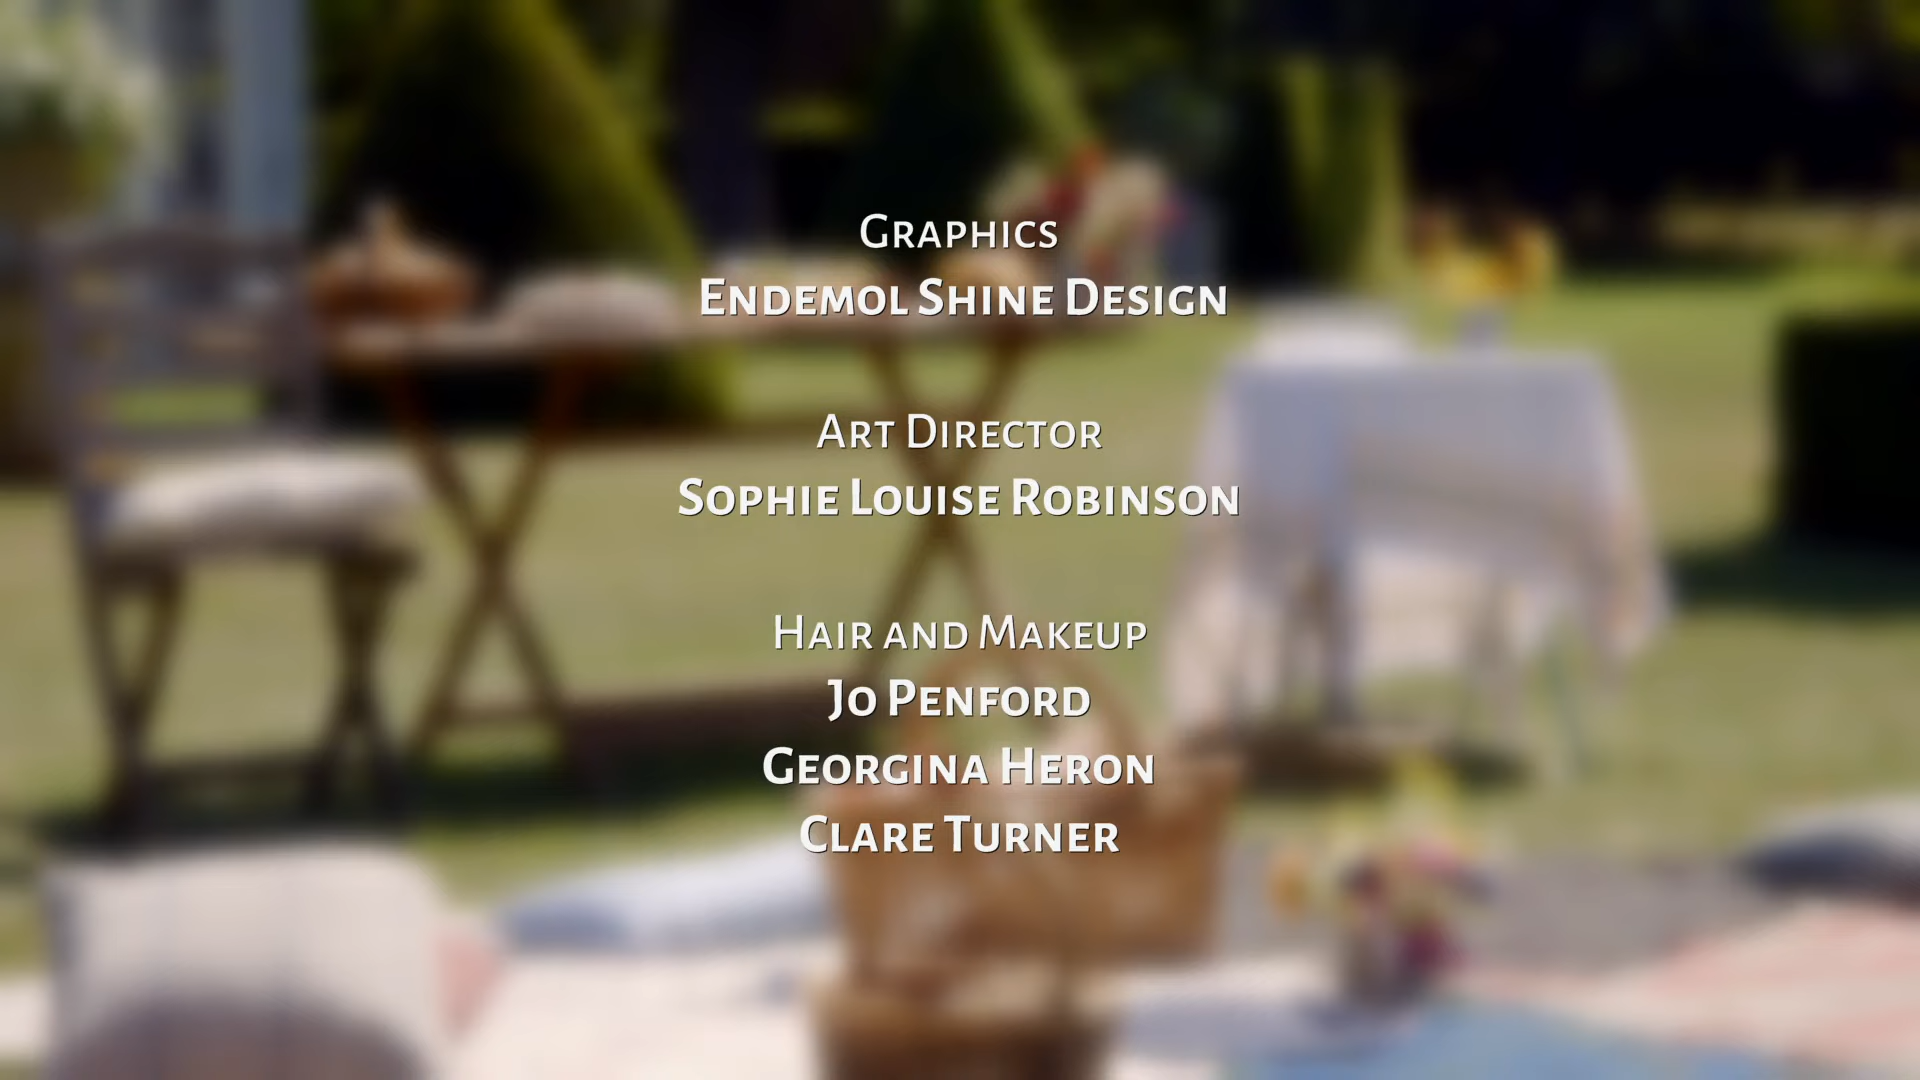 Graphics
Endemol Shine Design
Art Director
Sophie Louise Robinson
Hair and Makeup
Jo Penford
Georgina Heron
Clare Turner